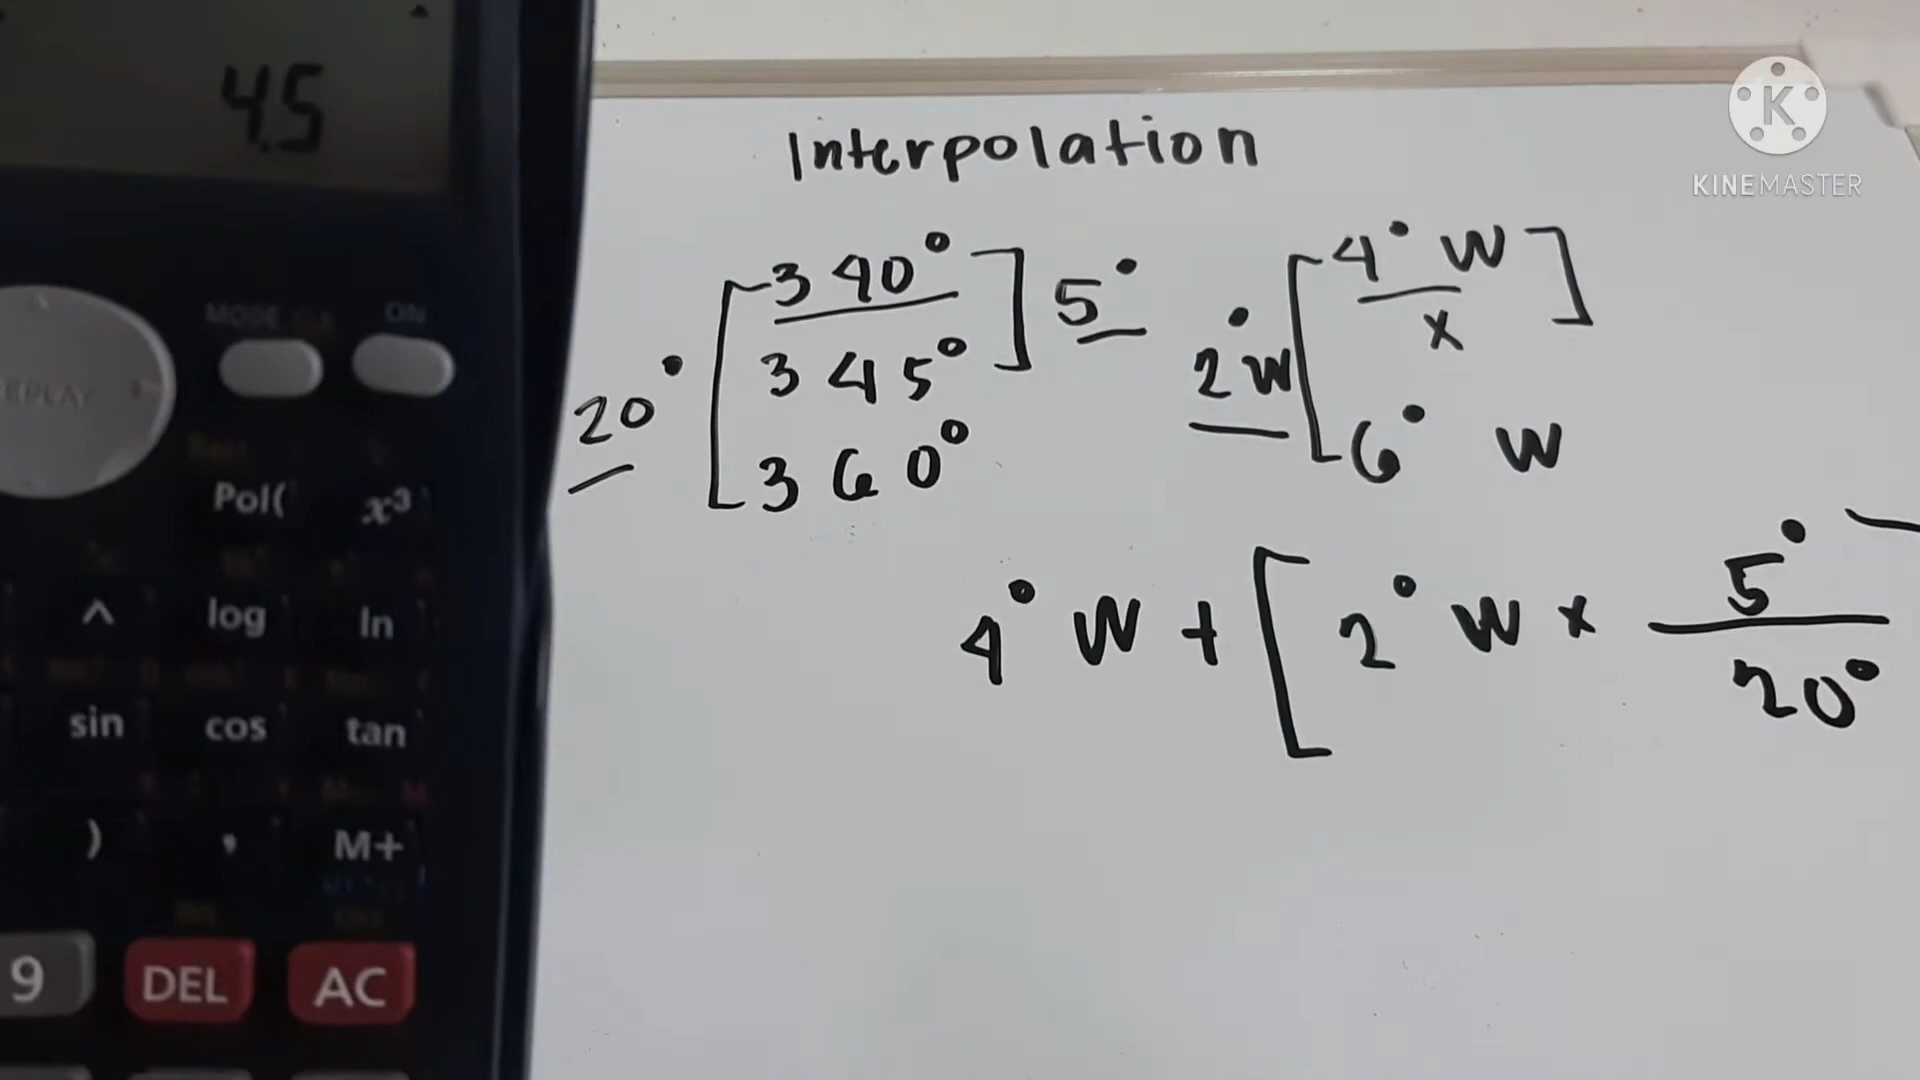 4.5
Interpolation
KINEMASTER
340° 5° 4° W
20° 345° 2°W x
360° 6° W
4° W + [ 2° W x 5°
20°
MODE CLR ON
REPLAY
Pol( x³
^ log ln
sin cos tan
) , M+
9 DEL AC